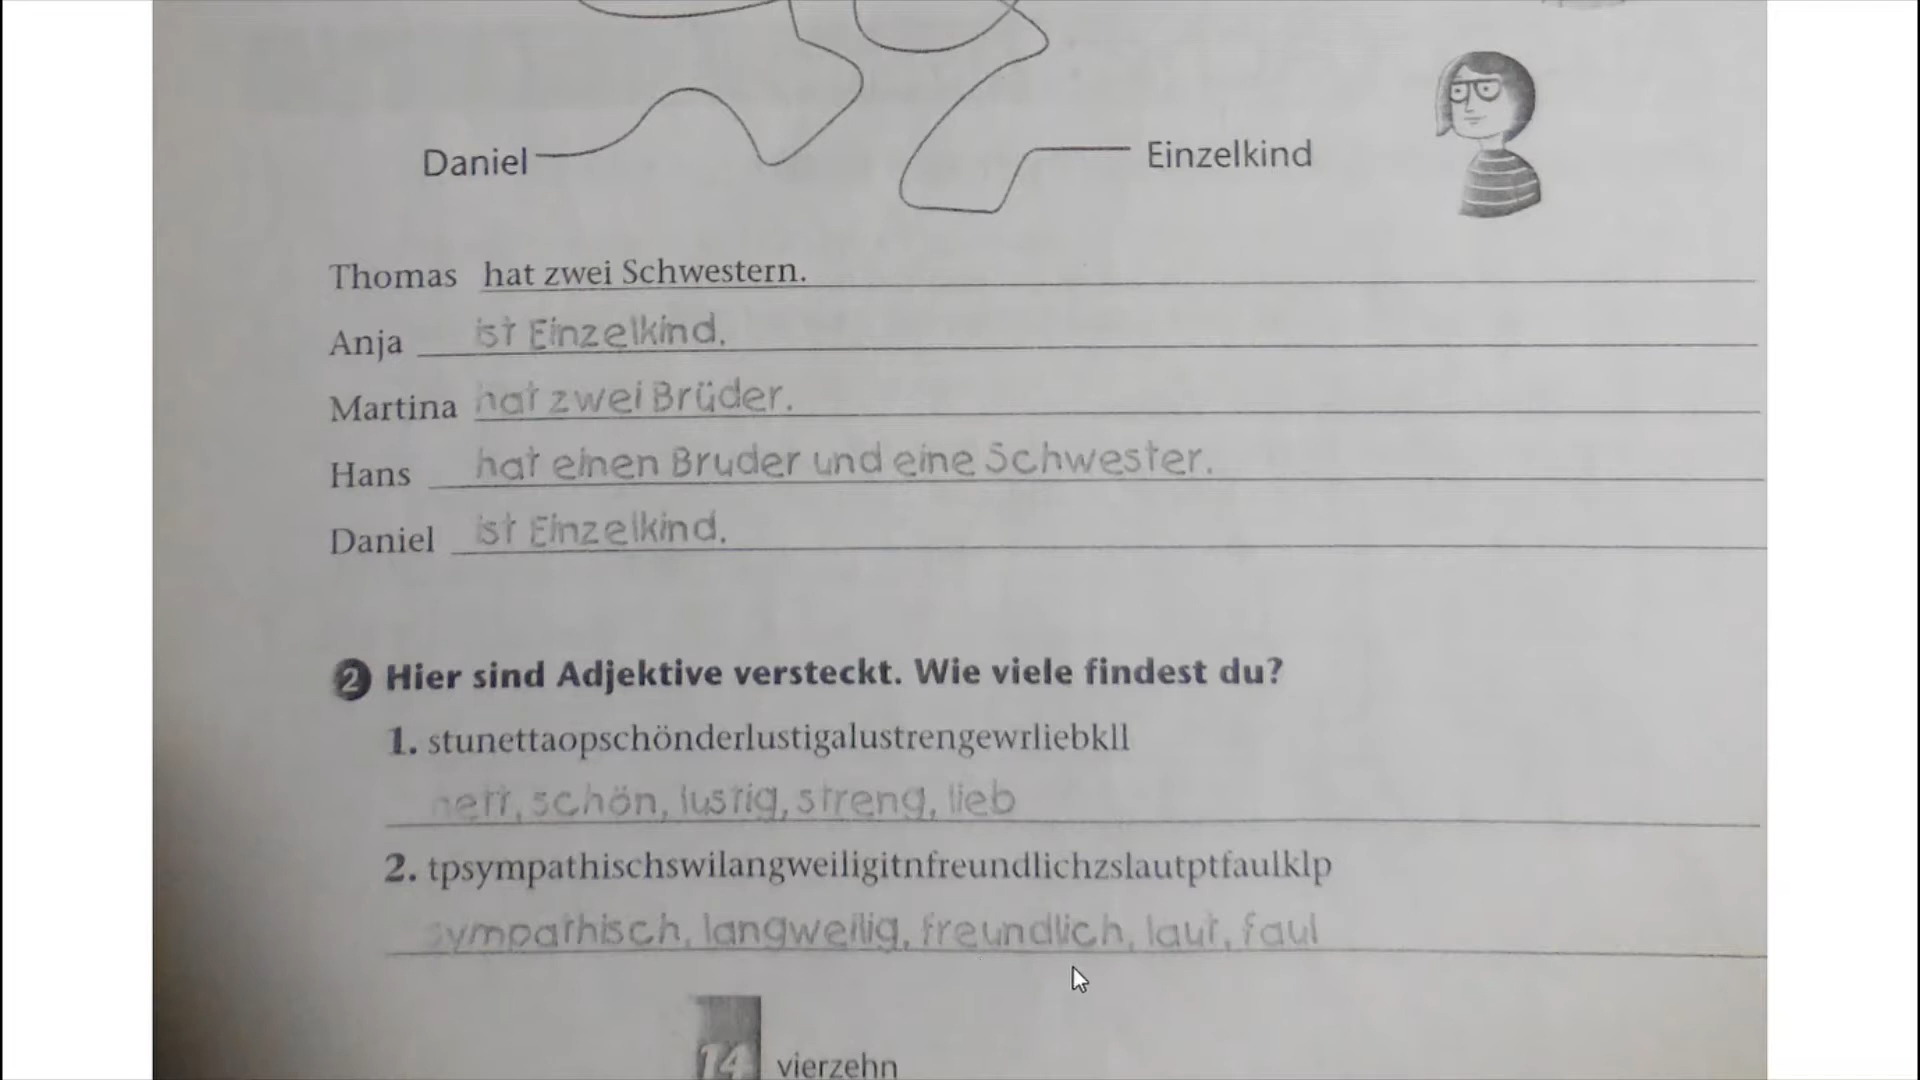 Daniel Einzelkind
Thomas hat zwei Schwestern.
Anja ist Einzelkind.
Martina hat zwei Brüder.
Hans hat einen Bruder und eine Schwester.
Daniel ist Einzelkind.
2 Hier sind Adjektive versteckt. Wie viele findest du?
1. stunettaopschönderlustigalustrengewrliebkll
nett, schön, lustig, streng, lieb
2. tpsympathischswilangweiligitnfreundlichzslautptfaulklp
sympathisch, langweilig, freundlich, laut, faul
14 vierzehn